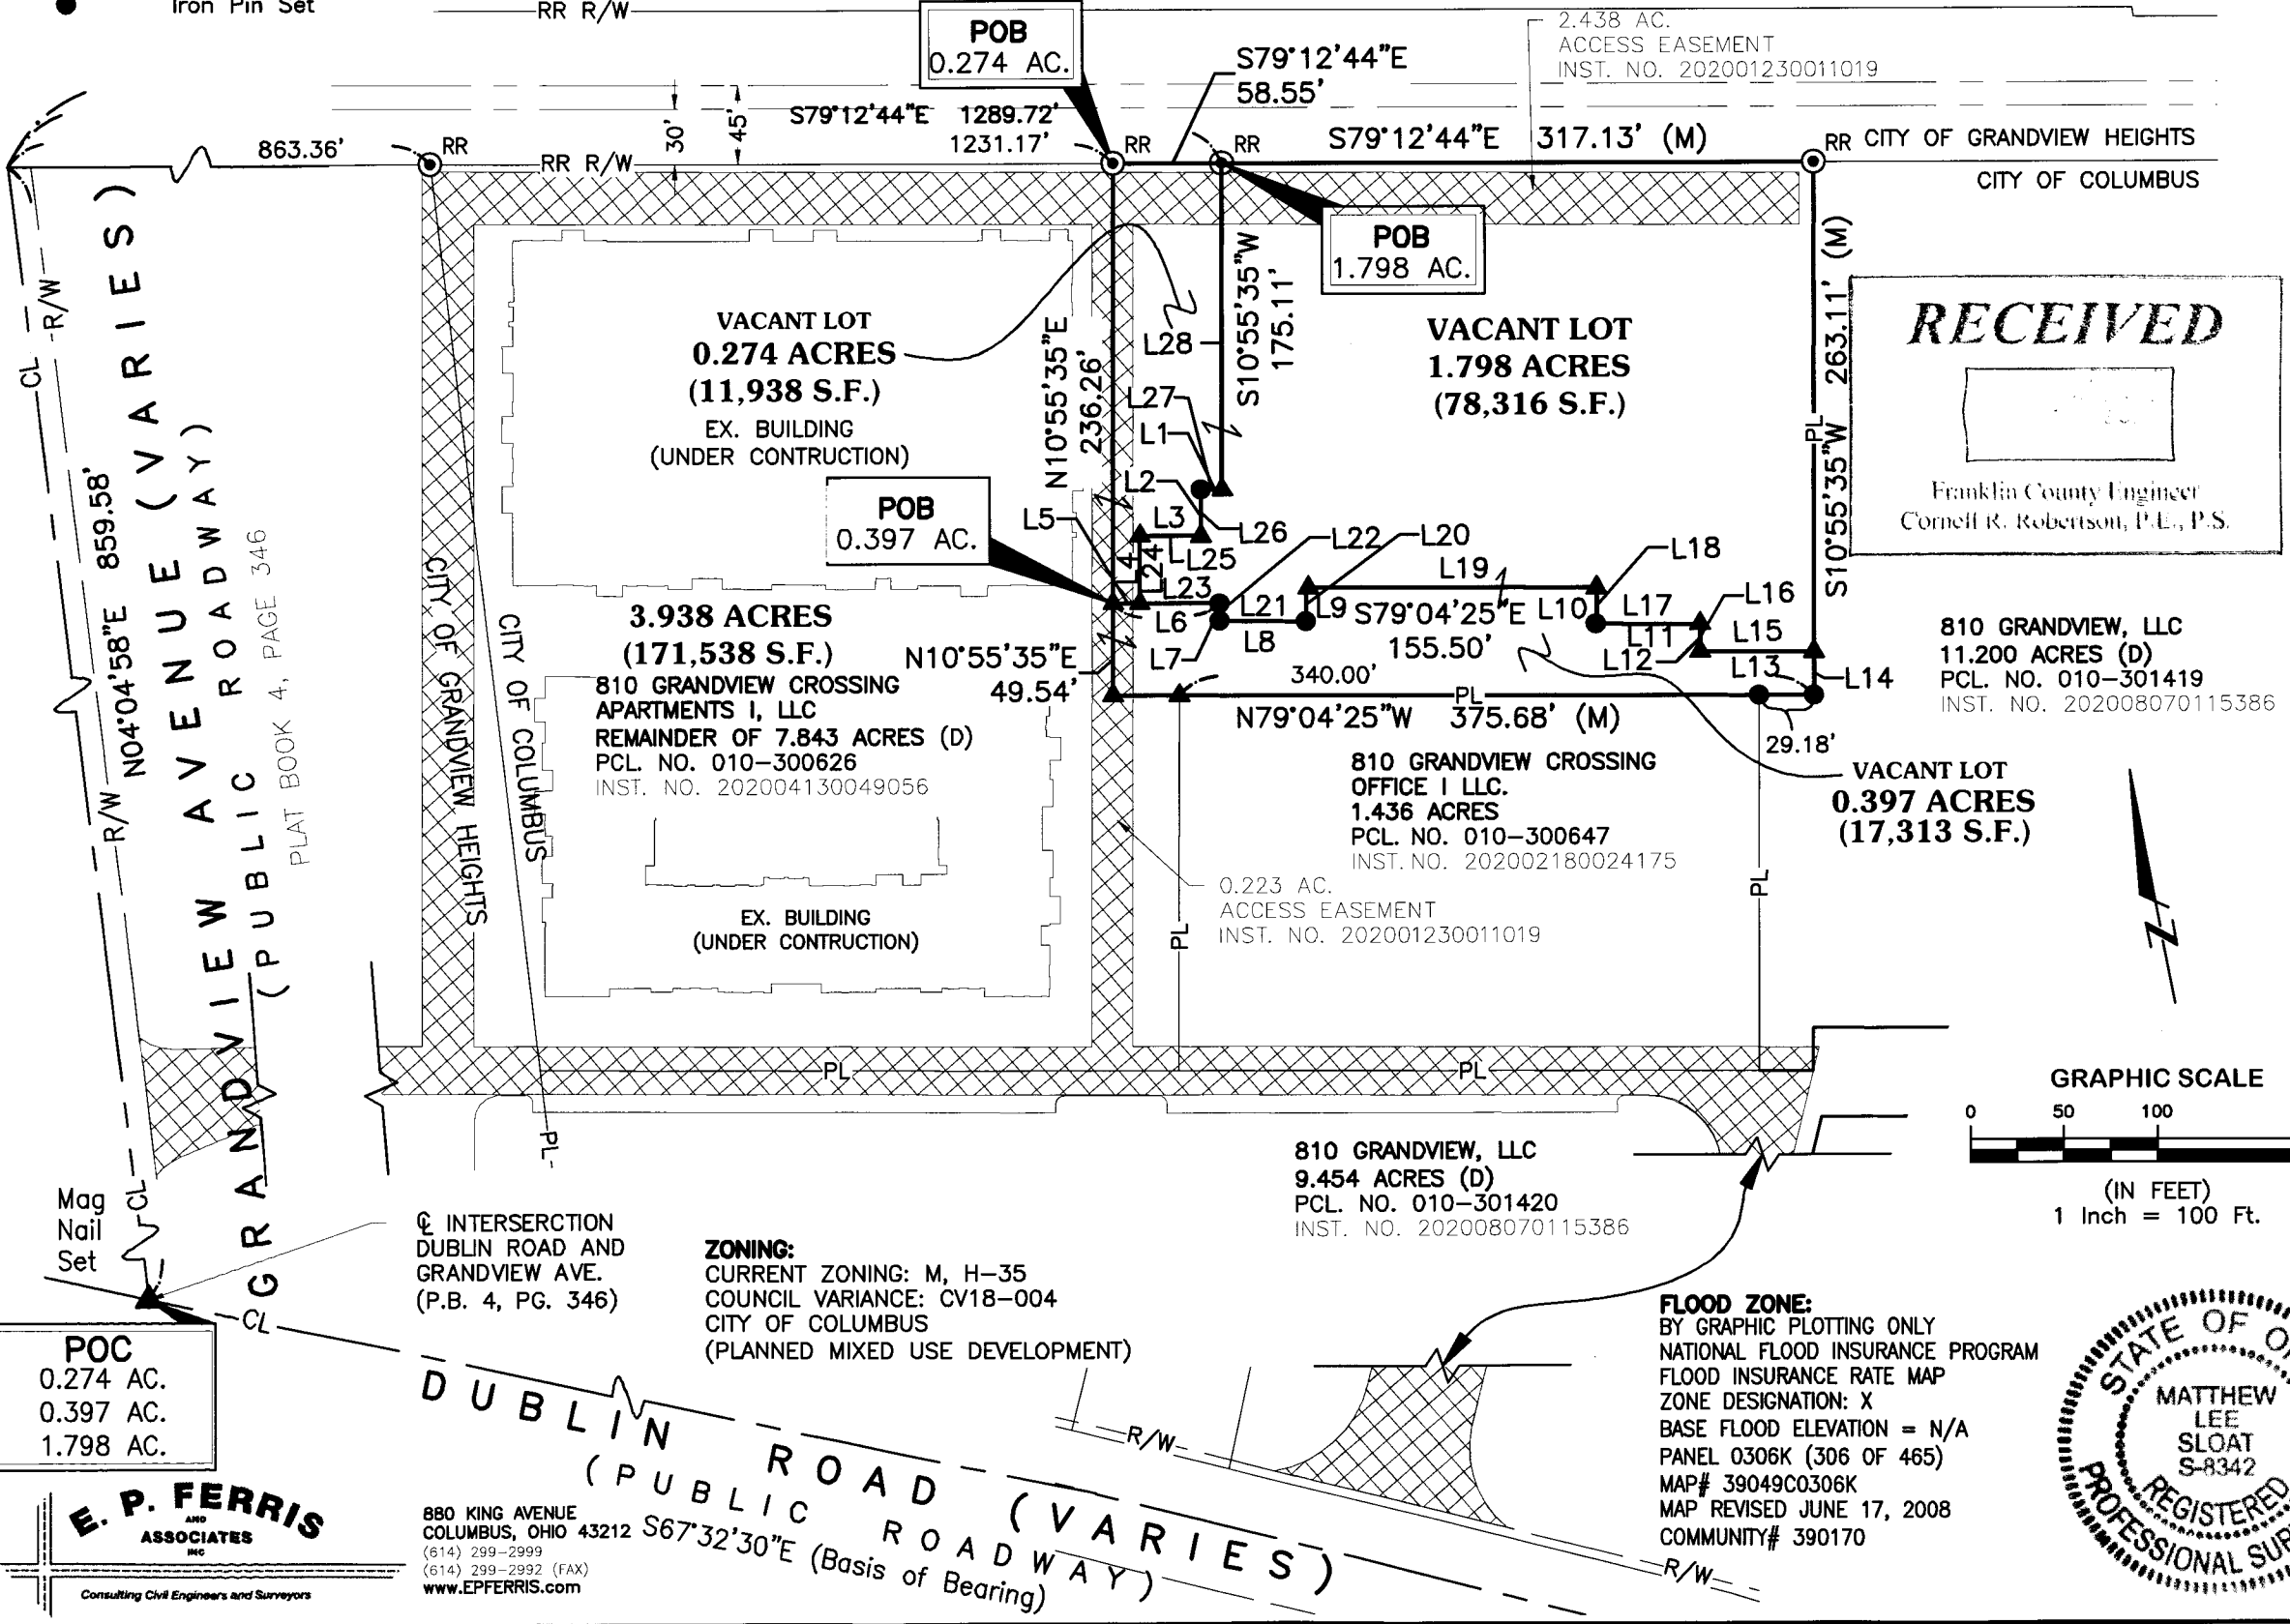 Iron Pin Set
RR R/W
POB
0.274 AC.
S79°12'44"E
58.55'
2.438 AC.
ACCESS EASEMENT
INST. NO. 202001230011019
S79°12'44"E 1289.72'
1231.17'
30'
45'
863.36'
RR
RR R/W
RR
RR
S79°12'44"E 317.13' (M)
RR
CITY OF GRANDVIEW HEIGHTS
CITY OF COLUMBUS
POB
1.798 AC.
CL
R/W
N04°04'58"E 859.58'
R/W
CL
GRANDVIEW AVENUE (VARIES)
(PUBLIC ROADWAY)
PLAT BOOK 4, PAGE 346
VACANT LOT
0.274 ACRES
(11,938 S.F.)
EX. BUILDING
(UNDER CONTRUCTION)
N10°55'35"E
236.26'
L28
L27
L1
S10°55'35"W
175.11'
VACANT LOT
1.798 ACRES
(78,316 S.F.)
PL
S10°55'35"W 263.11' (M)
RECEIVED
Franklin County Engineer
Cornell R. Robertson, P.E., P.S.
POB
0.397 AC.
L2
L5
L3
L26
L25
L4
L24
L23
L22
L20
L6
L21
L7
L8
L9
L19
L10
L18
L17
L16
L11
L12
L15
L13
L14
S79°04'25"E
155.50'
CITY OF GRANDVIEW HEIGHTS
CITY OF COLUMBUS
3.938 ACRES
(171,538 S.F.)
810 GRANDVIEW CROSSING
APARTMENTS I, LLC
REMAINDER OF 7.843 ACRES (D)
PCL. NO. 010-300626
INST. NO. 202004130049056
N10°55'35"E
49.54'
340.00'
PL
N79°04'25"W 375.68' (M)
29.18'
810 GRANDVIEW, LLC
11.200 ACRES (D)
PCL. NO. 010-301419
INST. NO. 202008070115386
VACANT LOT
0.397 ACRES
(17,313 S.F.)
810 GRANDVIEW CROSSING
OFFICE I LLC.
1.436 ACRES
PCL. NO. 010-300647
INST. NO. 202002180024175
0.223 AC.
ACCESS EASEMENT
INST. NO. 202001230011019
PL
PL
EX. BUILDING
(UNDER CONTRUCTION)
PL
PL
PL
GRAPHIC SCALE
0 50 100
(IN FEET)
1 Inch = 100 Ft.
810 GRANDVIEW, LLC
9.454 ACRES (D)
PCL. NO. 010-301420
INST. NO. 202008070115386
Mag
Nail
Set
℄ INTERSERCTION
DUBLIN ROAD AND
GRANDVIEW AVE.
(P.B. 4, PG. 346)
ZONING:
CURRENT ZONING: M, H-35
COUNCIL VARIANCE: CV18-004
CITY OF COLUMBUS
(PLANNED MIXED USE DEVELOPMENT)
CL
POC
0.274 AC.
0.397 AC.
1.798 AC.
DUBLIN ROAD (VARIES)
(PUBLIC ROADWAY)
S67°32'30"E (Basis of Bearing)
R/W
R/W
FLOOD ZONE:
BY GRAPHIC PLOTTING ONLY
NATIONAL FLOOD INSURANCE PROGRAM
FLOOD INSURANCE RATE MAP
ZONE DESIGNATION: X
BASE FLOOD ELEVATION = N/A
PANEL 0306K (306 OF 465)
MAP# 39049C0306K
MAP REVISED JUNE 17, 2008
COMMUNITY# 390170
STATE OF
MATTHEW
LEE
SLOAT
S-8342
REGISTERED
PROFESSIONAL
E. P. FERRIS
AND
ASSOCIATES
INC
Consulting Civil Engineers and Surveyors
880 KING AVENUE
COLUMBUS, OHIO 43212
(614) 299-2999
(614) 299-2992 (FAX)
www.EPFERRIS.com